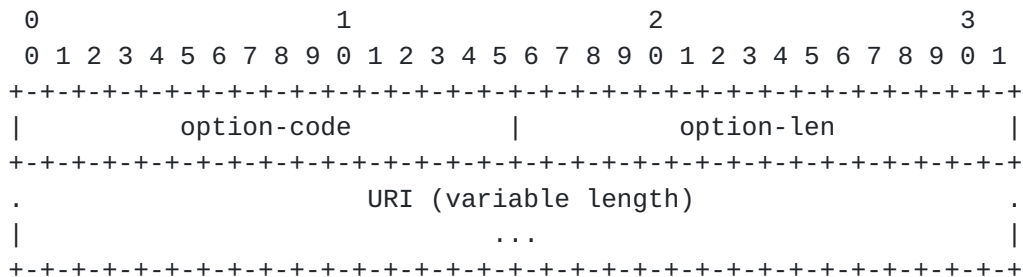 0                   1                   2                   3
0 1 2 3 4 5 6 7 8 9 0 1 2 3 4 5 6 7 8 9 0 1 2 3 4 5 6 7 8 9 0 1
+-+-+-+-+-+-+-+-+-+-+-+-+-+-+-+-+-+-+-+-+-+-+-+-+-+-+-+-+-+-+-+-+
|          option-code          |          option-len           |
+-+-+-+-+-+-+-+-+-+-+-+-+-+-+-+-+-+-+-+-+-+-+-+-+-+-+-+-+-+-+-+-+
.                      URI (variable length)                    .
|                              ...                              |
+-+-+-+-+-+-+-+-+-+-+-+-+-+-+-+-+-+-+-+-+-+-+-+-+-+-+-+-+-+-+-+-+